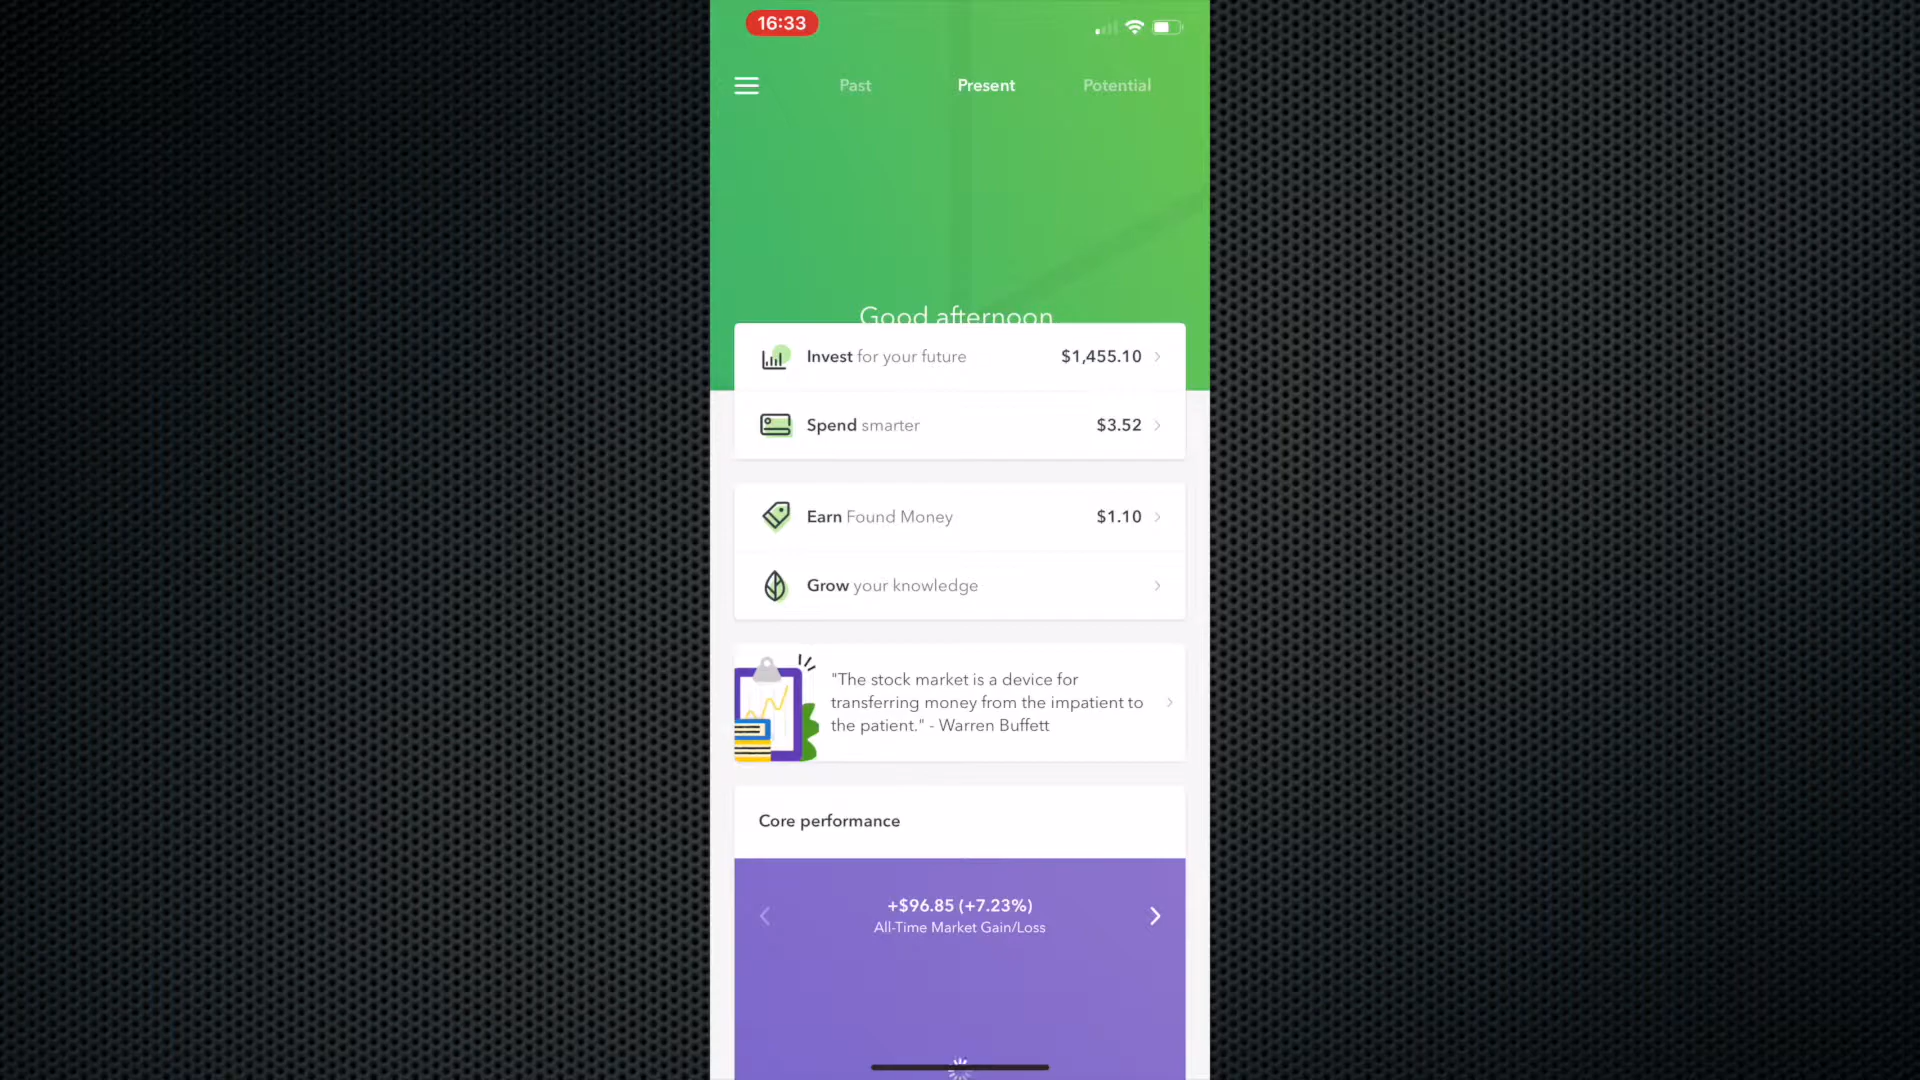 16:33
Past Present Potential
Good afternoon
Invest for your future $1,455.10
Spend smarter $3.52
Earn Found Money $1.10
Grow your knowledge
"The stock market is a device for
transferring money from the impatient to
the patient." - Warren Buffett
Core performance
+$96.85 (+7.23%)
All-Time Market Gain/Loss